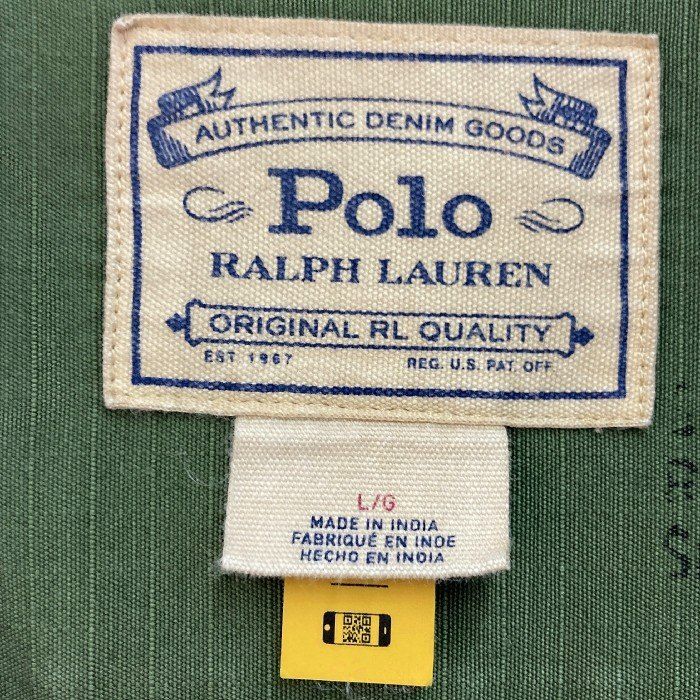 AUTHENTIC DENIM GOODS
Polo
RALPH LAUREN
ORIGINAL RL QUALITY
EST 1967 REG. U.S. PAT. OFF
L/G
MADE IN INDIA
FABRIQUÉ EN INDE
HECHO EN INDIA